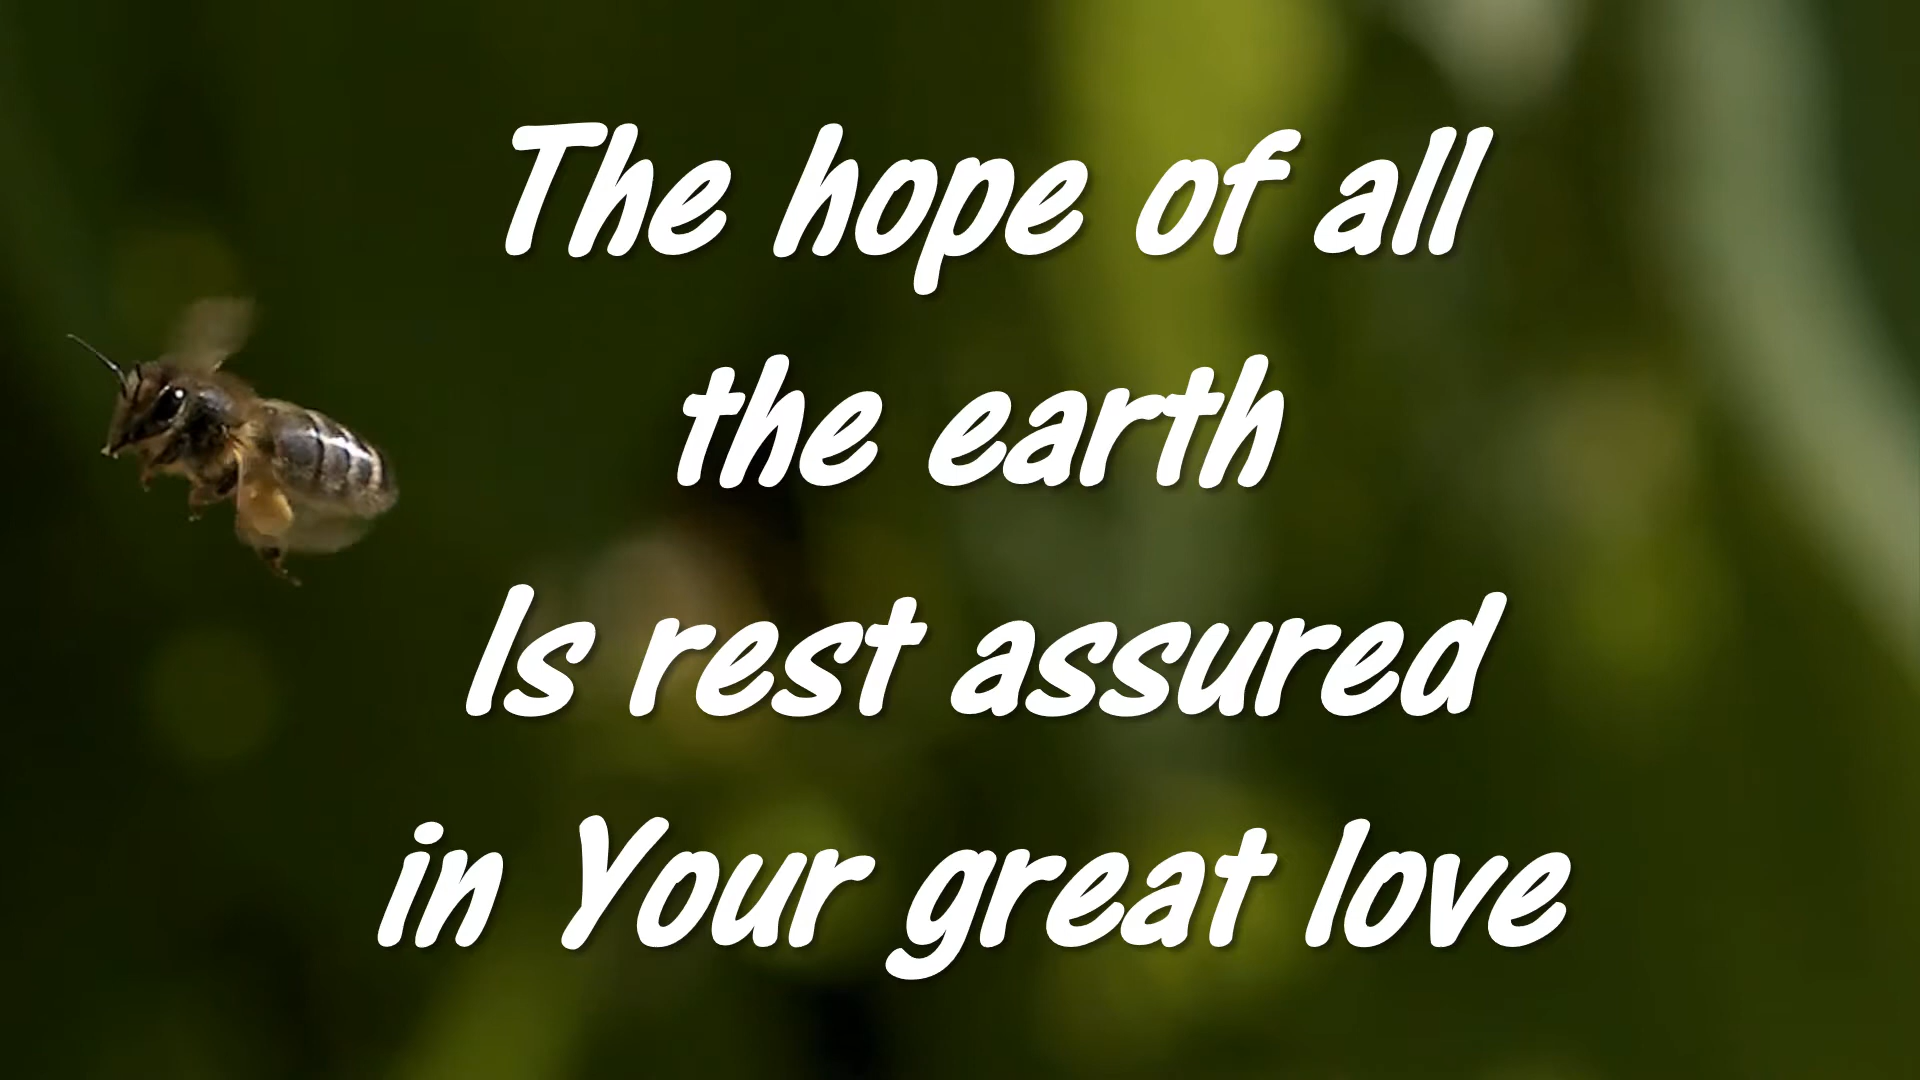 The hope of all
the earth
Is rest assured
in Your great love